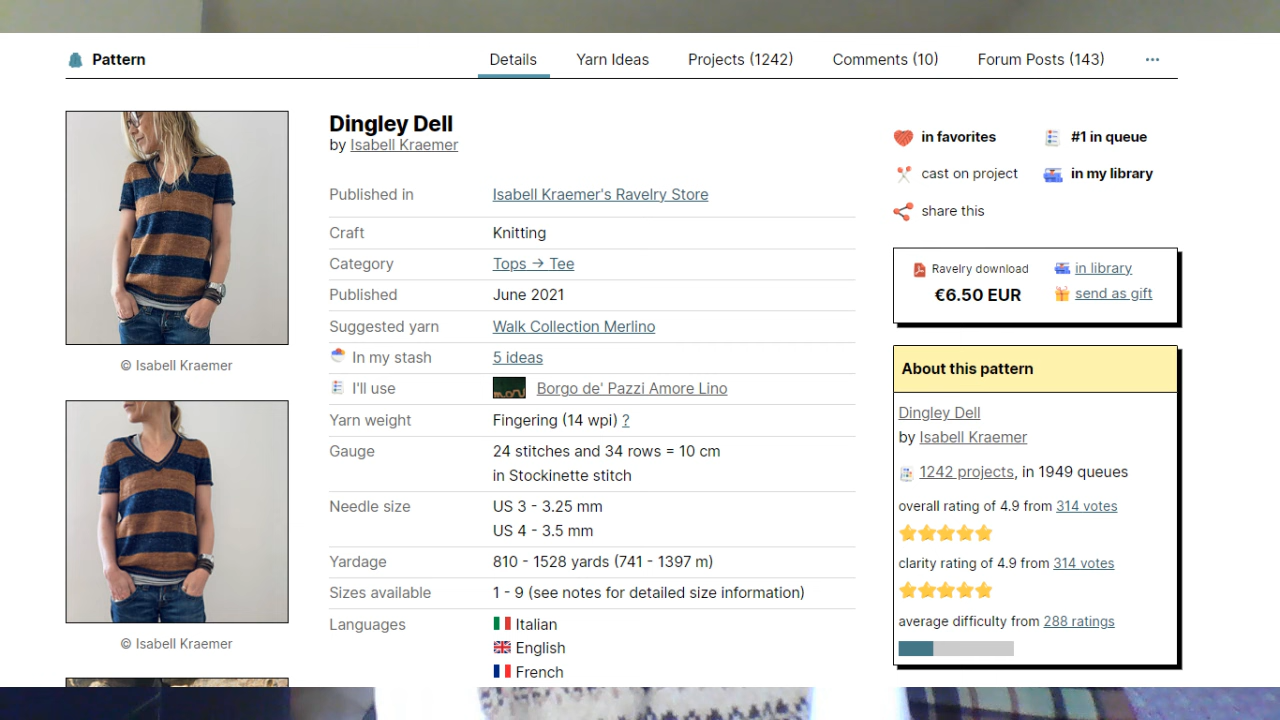 Pattern
Details
Yarn Ideas
Projects (1242)
Comments (10)
Forum Posts (143)
Dingley Dell
by Isabell Kraemer
Published in Isabell Kraemer's Ravelry Store
Craft Knitting
Category Tops → Tee
Published June 2021
Suggested yarn Walk Collection Merlino
In my stash 5 ideas
I'll use Borgo de' Pazzi Amore Lino
Yarn weight Fingering (14 wpi) ?
Gauge 24 stitches and 34 rows = 10 cm
in Stockinette stitch
Needle size US 3 - 3.25 mm
US 4 - 3.5 mm
Yardage 810 - 1528 yards (741 - 1397 m)
Sizes available 1 - 9 (see notes for detailed size information)
Languages Italian
English
French
© Isabell Kraemer
© Isabell Kraemer
in favorites
#1 in queue
cast on project
in my library
share this
Ravelry download
€6.50 EUR
in library
send as gift
About this pattern
Dingley Dell
by Isabell Kraemer
1242 projects, in 1949 queues
overall rating of 4.9 from 314 votes
clarity rating of 4.9 from 314 votes
average difficulty from 288 ratings